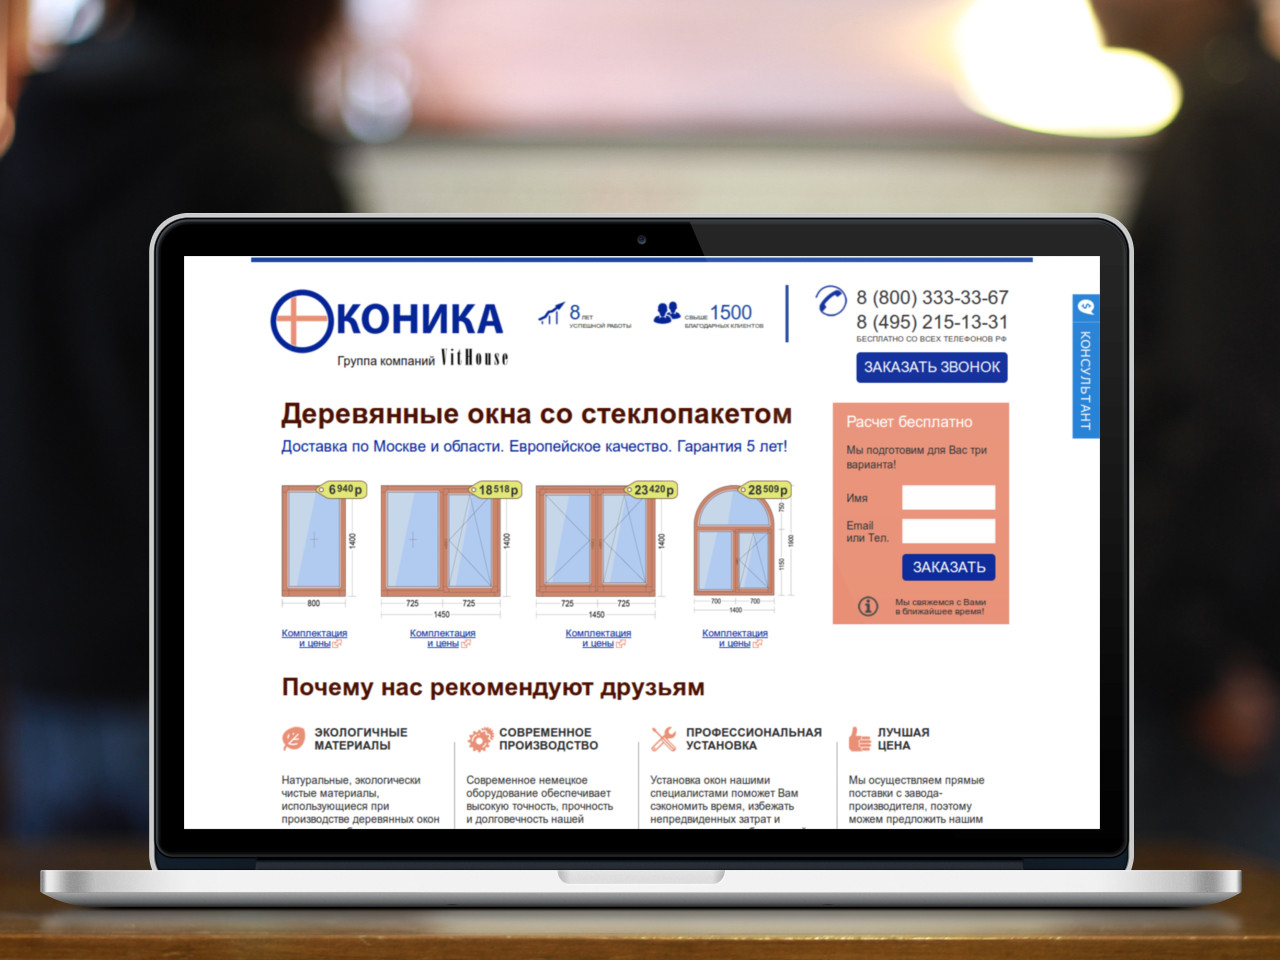 ОКОНИКА
Группа компаний VitHouse
8 ЛЕТ
УСПЕШНОЙ РАБОТЫ
СВЫШЕ 1500
БЛАГОДАРНЫХ КЛИЕНТОВ
8 (800) 333-33-67
8 (495) 215-13-31
БЕСПЛАТНО СО ВСЕХ ТЕЛЕФОНОВ РФ
ЗАКАЗАТЬ ЗВОНОК
КОНСУЛЬТАНТ
Деревянные окна со стеклопакетом
Доставка по Москве и области. Европейское качество. Гарантия 5 лет!
6 940 р
1400
800
Комплектация
и цены
18 518 р
1400
725 725
1450
Комплектация
и цены
23 420 р
1400
725 725
1450
Комплектация
и цены
28 509 р
750
1900
1150
700 700
1400
Комплектация
и цены
Расчет бесплатно
Мы подготовим для Вас три
варианта!
Имя
Email
или Тел.
ЗАКАЗАТЬ
Мы свяжемся с Вами
в ближайшее время!
Почему нас рекомендуют друзьям
ЭКОЛОГИЧНЫЕ
МАТЕРИАЛЫ
Натуральные, экологически
чистые материалы,
использующиеся при
производстве деревянных окон
СОВРЕМЕННОЕ
ПРОИЗВОДСТВО
Современное немецкое
оборудование обеспечивает
высокую точность, прочность
и долговечность нашей
ПРОФЕССИОНАЛЬНАЯ
УСТАНОВКА
Установка окон нашими
специалистами поможет Вам
сэкономить время, избежать
непредвиденных затрат и
ЛУЧШАЯ
ЦЕНА
Мы осуществляем прямые
поставки с завода-
производителя, поэтому
можем предложить нашим